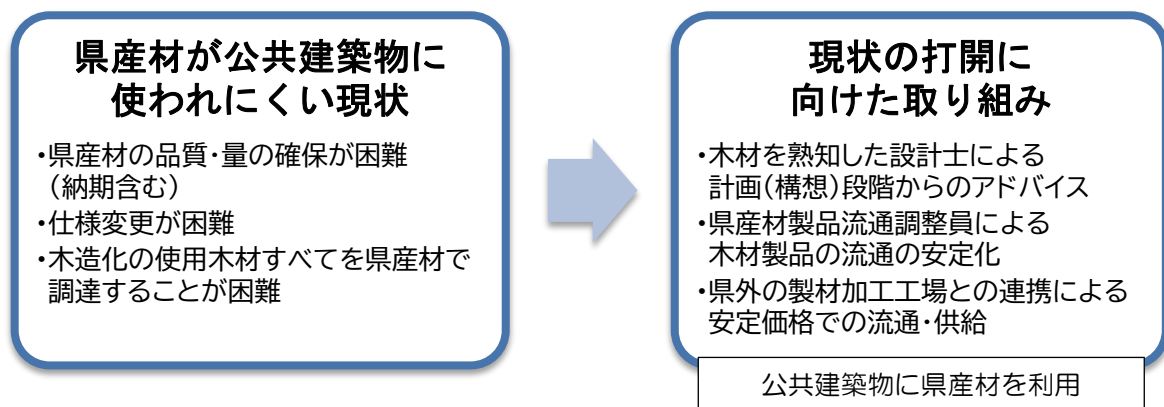 県産材が公共建築物に
使われにくい現状
・県産材の品質・量の確保が困難
（納期含む）
・仕様変更が困難
・木造化の使用木材すべてを県産材で
調達することが困難
現状の打開に
向けた取り組み
・木材を熟知した設計士による
計画（構想）段階からのアドバイス
・県産材製品流通調整員による
木材製品の流通の安定化
・県外の製材加工工場との連携による
安定価格での流通・供給
公共建築物に県産材を利用